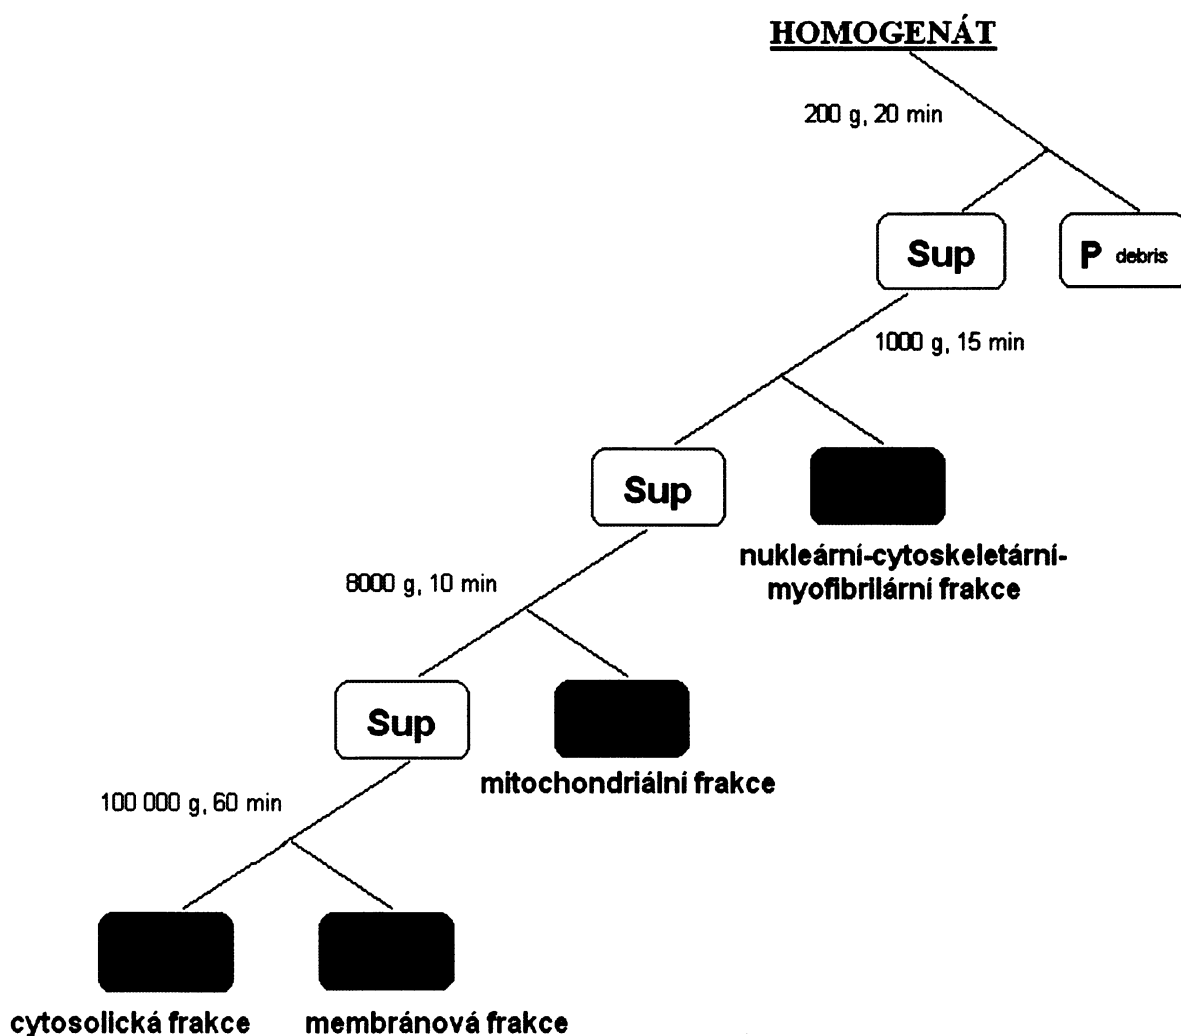 HOMOGENÁT
200 g, 20 min
Sup
P debris
1000 g, 15 min
Sup
nukleární-cytoskeletární-
myofibrilární frakce
8000 g, 10 min
Sup
mitochondriální frakce
100 000 g, 60 min
cytosolická frakce
membránová frakce